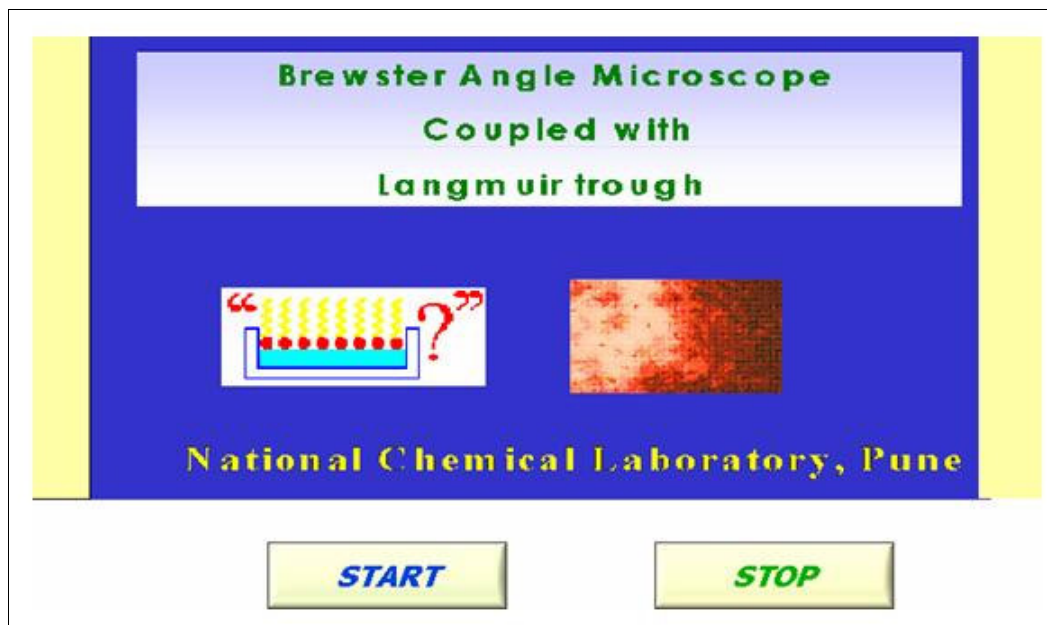 Brewster Angle Microscope
Coupled with
Langmuir trough
“ ?”
National Chemical Laboratory, Pune
START
STOP